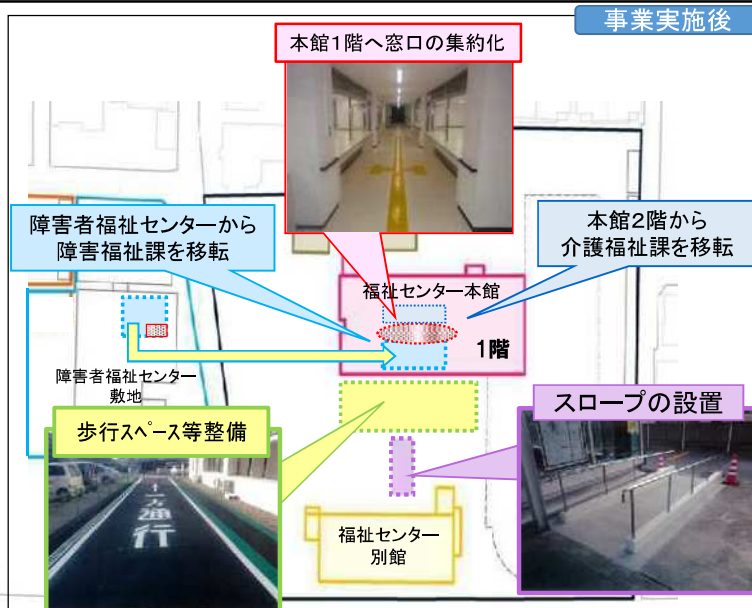 事業実施後
本館1階へ窓口の集約化
障害者福祉センターから
障害福祉課を移転
本館2階から
介護福祉課を移転
福祉センター本館
1階
障害者福祉センター
敷地
歩行スペース等整備
一方通行
スロープの設置
福祉センター
別館